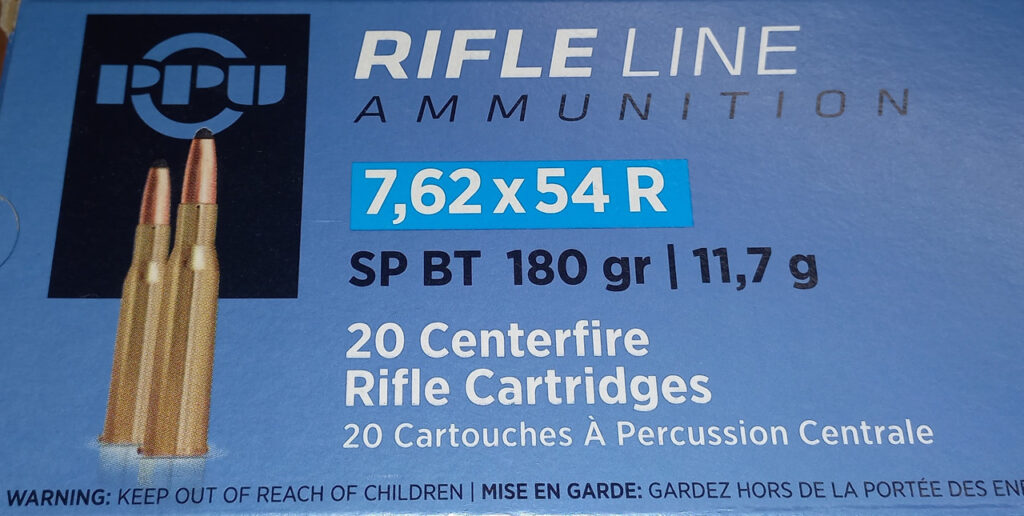 PPU
RIFLE LINE
AMMUNITION
7,62 x 54 R
SP BT 180 gr | 11,7 g
20 Centerfire
Rifle Cartridges
20 Cartouches À Percussion Centrale
WARNING: KEEP OUT OF REACH OF CHILDREN | MISE EN GARDE: GARDEZ HORS DE LA PORTÉE DES